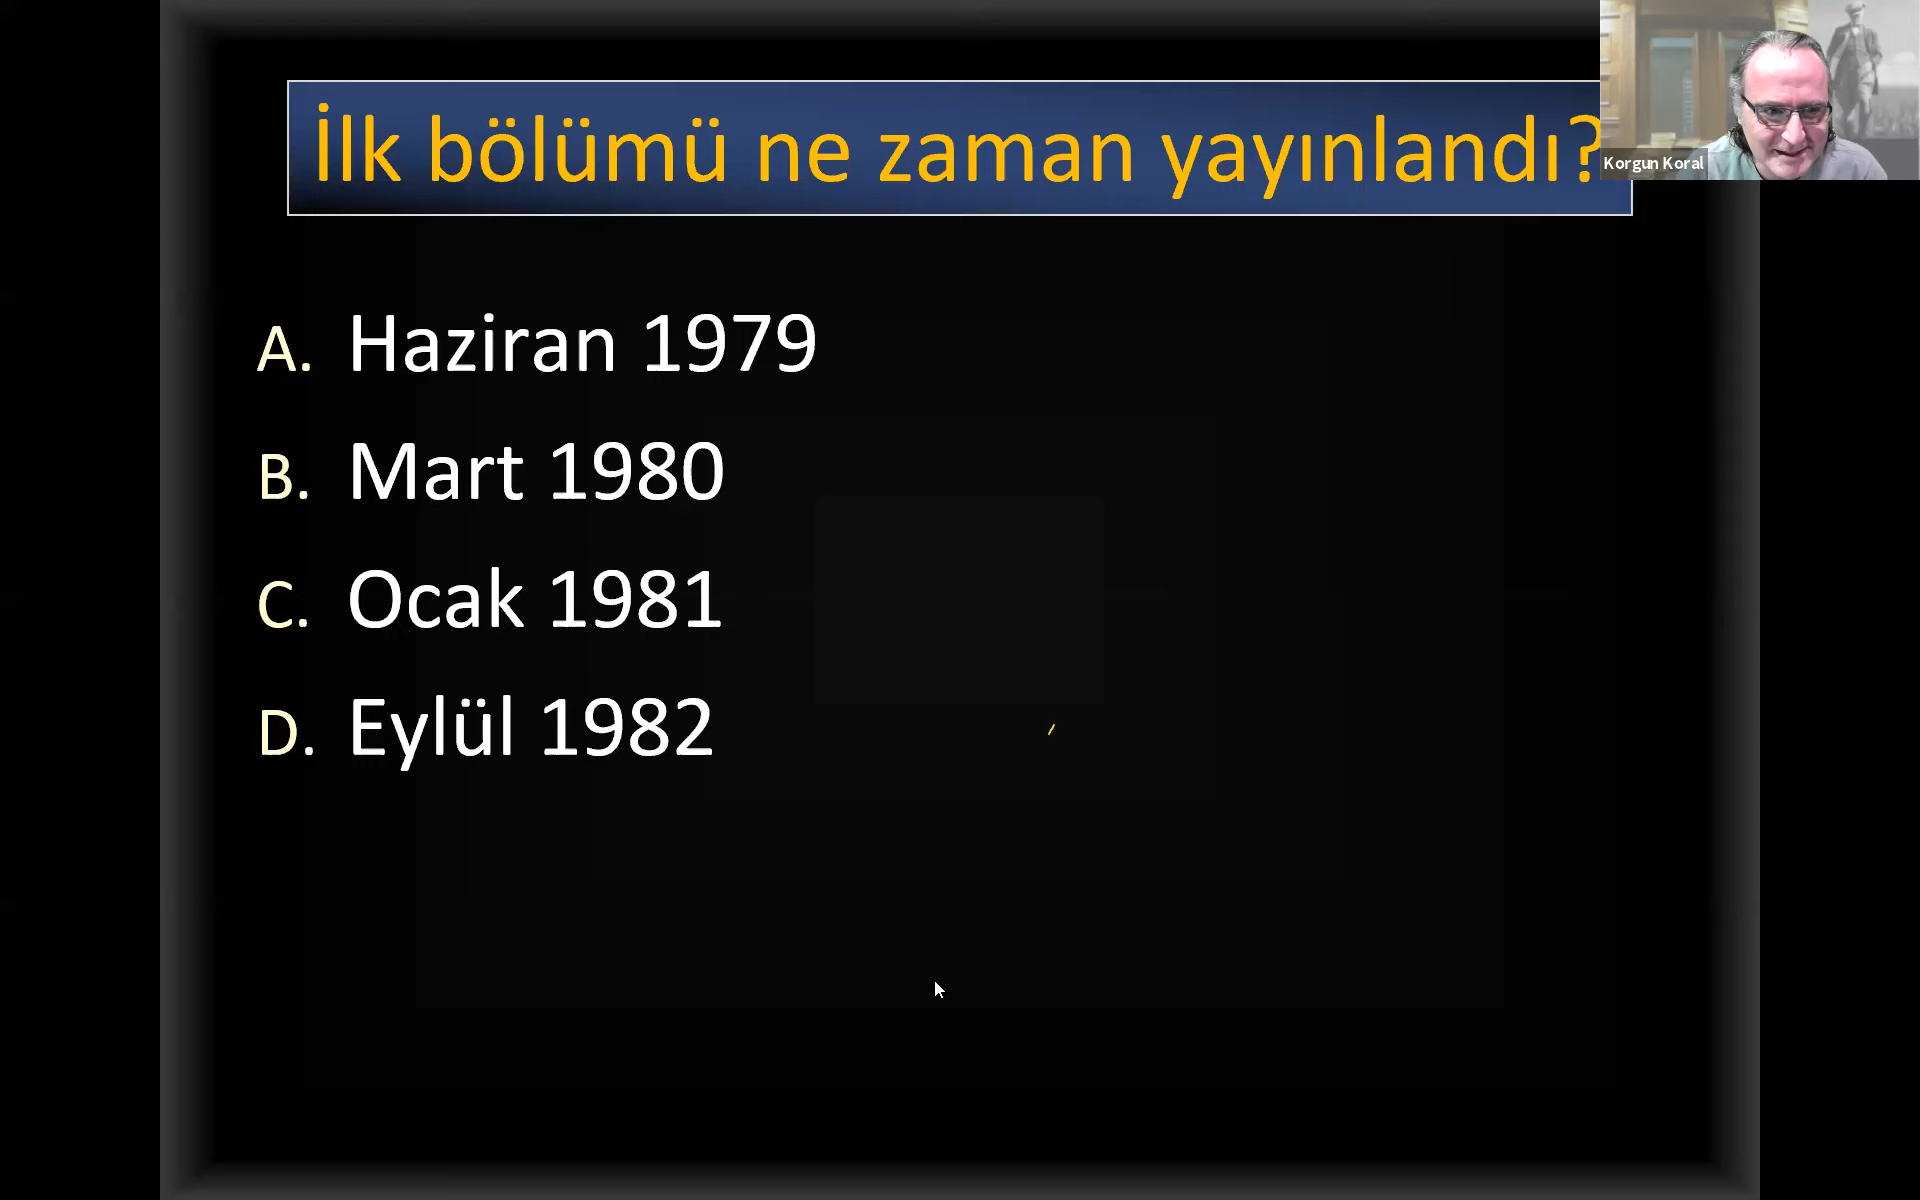 İlk bölümü ne zaman yayınlandı?
Korgun Koral
A. Haziran 1979
B. Mart 1980
C. Ocak 1981
D. Eylül 1982